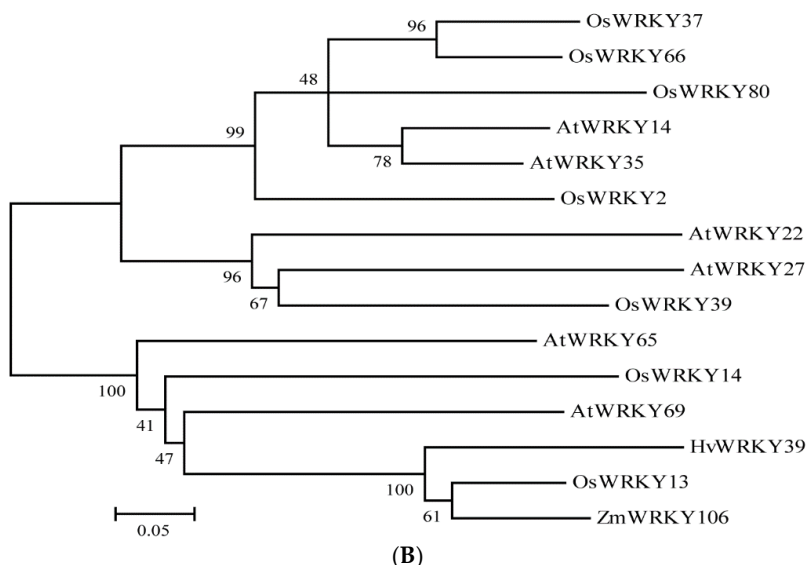 96
OsWRKY37
OsWRKY66
48
OsWRKY80
99
AtWRKY14
78
AtWRKY35
OsWRKY2
AtWRKY22
96
AtWRKY27
67
OsWRKY39
AtWRKY65
100
OsWRKY14
41
AtWRKY69
47
HvWRKY39
100
OsWRKY13
61
ZmWRKY106
0.05
(B)